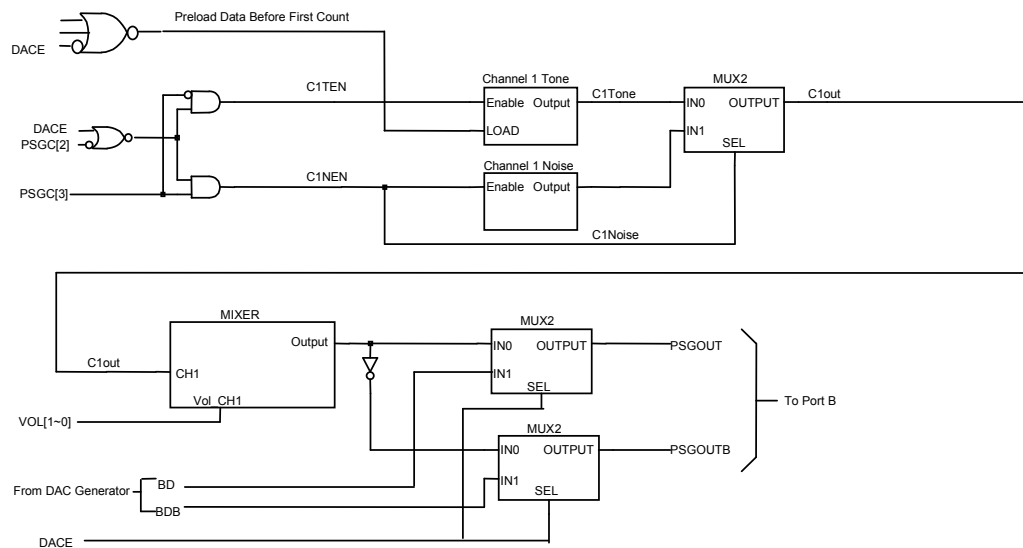 Preload Data Before First Count
DACE
C1TEN
Channel 1 Tone
Enable Output
LOAD
C1Tone
MUX2
IN0 OUTPUT
IN1
SEL
C1out
DACE
PSGC[2]
PSGC[3]
C1NEN
Channel 1 Noise
Enable Output
C1Noise
MIXER
Output
C1out
CH1
Vol_CH1
VOL[1~0]
MUX2
IN0 OUTPUT
IN1
SEL
PSGOUT
To Port B
MUX2
IN0 OUTPUT
IN1
SEL
PSGOUTB
From DAC Generator
BD
BDB
DACE